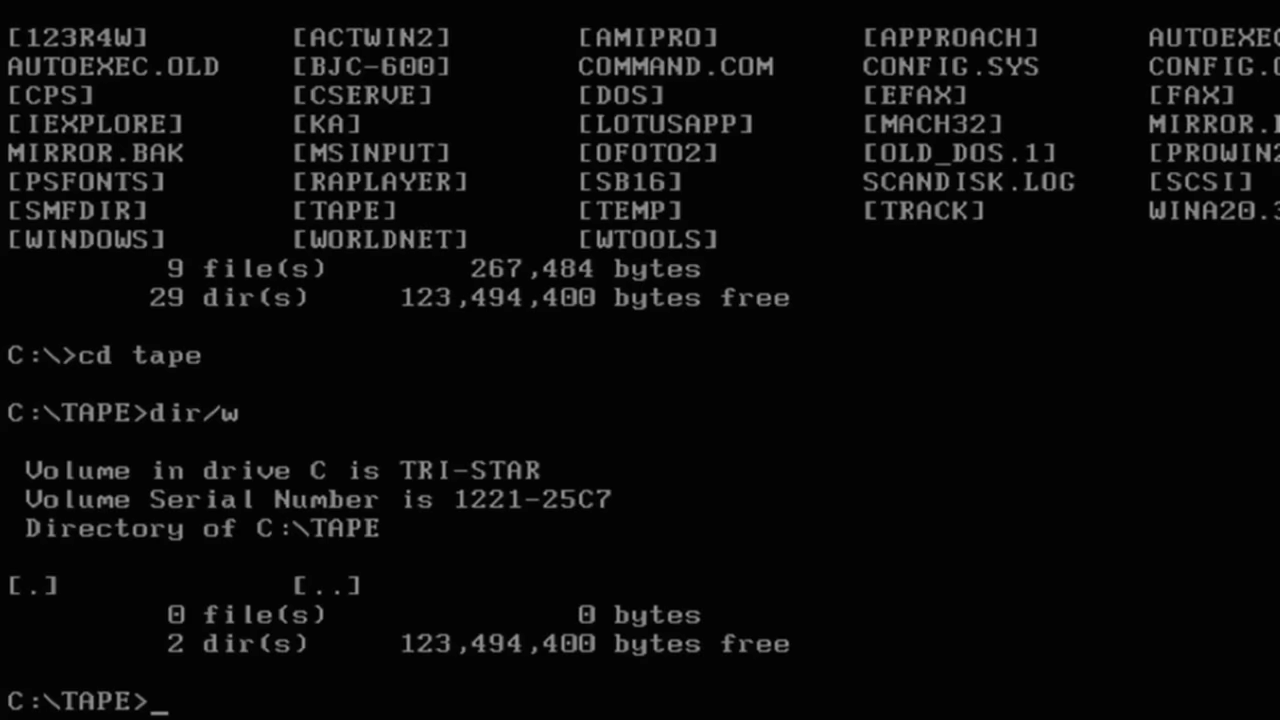 [123R4W] [ACTWIN2] [AMIPRO] [APPROACH] AUTOEXEC
AUTOEXEC.OLD [BJC-600] COMMAND.COM CONFIG.SYS CONFIG.
[CPS] [CSERVE] [DOS] [EFAX] [FAX]
[IEXPLORE] [KA] [LOTUSAPP] [MACH32] MIRROR.
MIRROR.BAK [MSINPUT] [OFOTO2] [OLD_DOS.1] [PROWIN2
[PSFONTS] [RAPLAYER] [SB16] SCANDISK.LOG [SCSI]
[SMFDIR] [TAPE] [TEMP] [TRACK] WINA20.3
[WINDOWS] [WORLDNET] [WTOOLS]
9 file(s) 267,484 bytes
29 dir(s) 123,494,400 bytes free
C:\>cd tape
C:\TAPE>dir/w
Volume in drive C is TRI-STAR
Volume Serial Number is 1221-25C7
Directory of C:\TAPE
[.] [..]
0 file(s) 0 bytes
2 dir(s) 123,494,400 bytes free
C:\TAPE>_